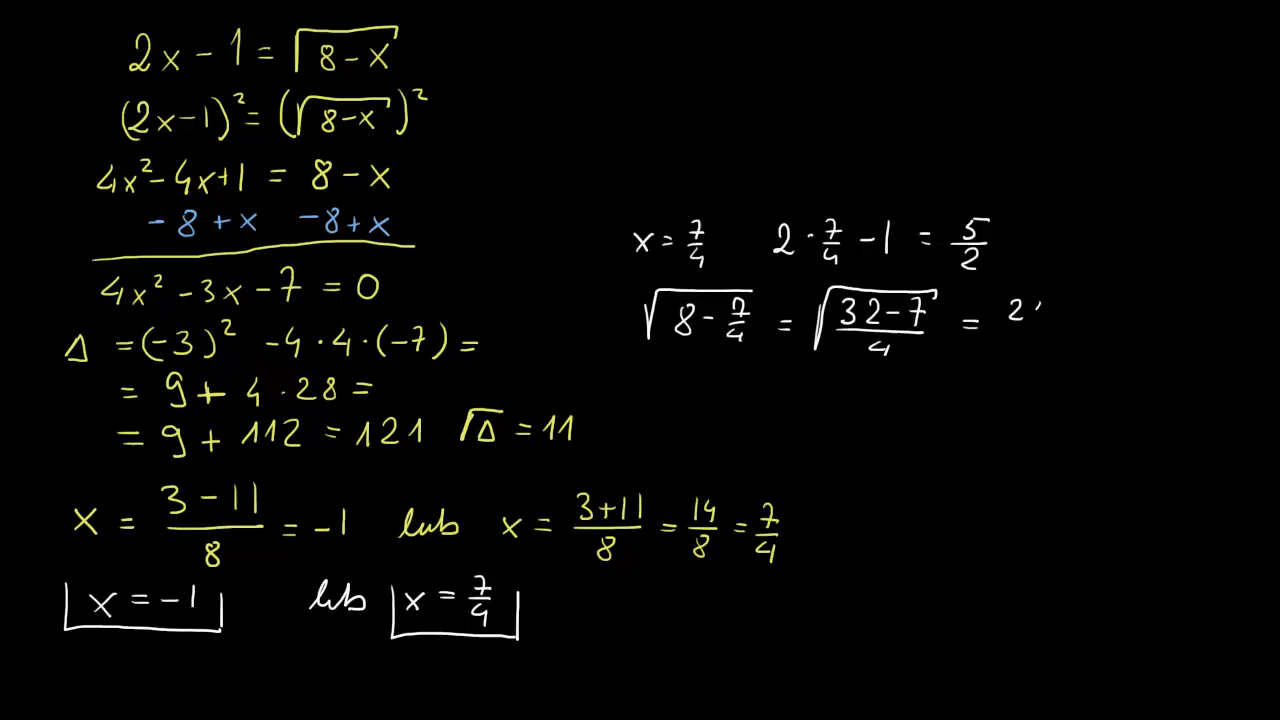 2x − 1 = √(8 − x)
(2x − 1)² = (√(8 − x))²
4x² − 4x + 1 = 8 − x
− 8 + x − 8 + x
4x² − 3x − 7 = 0
Δ = (−3)² − 4 · 4 · (−7) =
= 9 + 4 · 28 =
= 9 + 112 = 121 √Δ = 11
x = (3 − 11)/8 = −1 lub x = (3 + 11)/8 = 14/8 = 7/4
x = −1 lub x = 7/4
x = 7/4 2 · 7/4 − 1 = 5/2
√(8 − 7/4) = √((32 − 7)/4) = 2